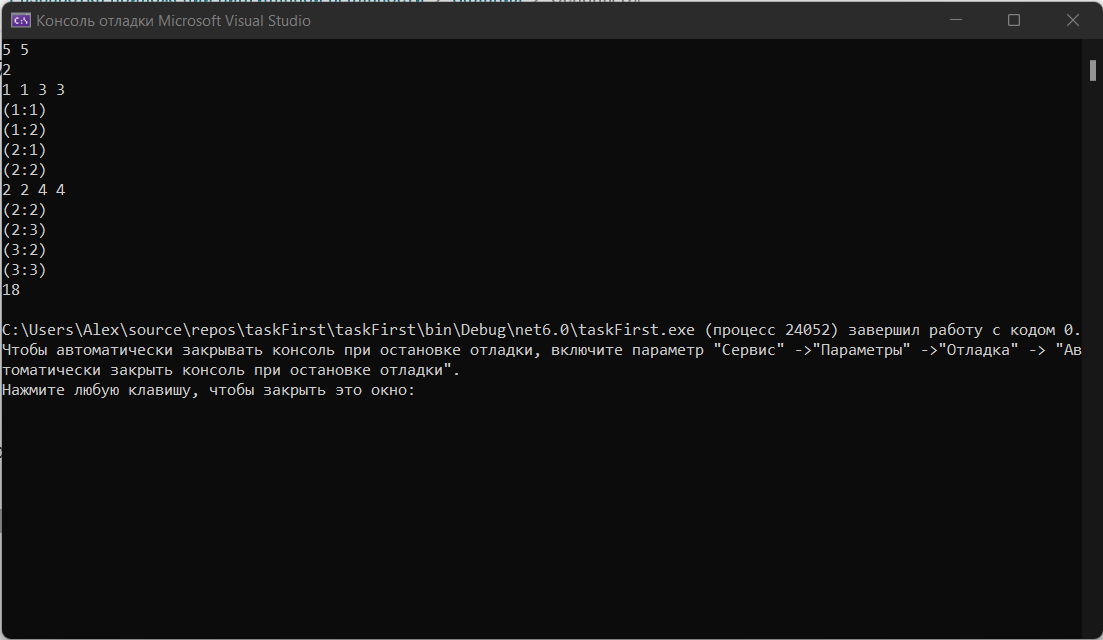 Консоль отладки Microsoft Visual Studio
5 5
2
1 1 3 3
(1:1)
(1:2)
(2:1)
(2:2)
2 2 4 4
(2:2)
(2:3)
(3:2)
(3:3)
18
C:\Users\Alex\source\repos\taskFirst\taskFirst\bin\Debug\net6.0\taskFirst.exe (процесс 24052) завершил работу с кодом 0.
Чтобы автоматически закрывать консоль при остановке отладки, включите параметр "Сервис" ->"Параметры" ->"Отладка" -> "Ав
томатически закрыть консоль при остановке отладки".
Нажмите любую клавишу, чтобы закрыть это окно: